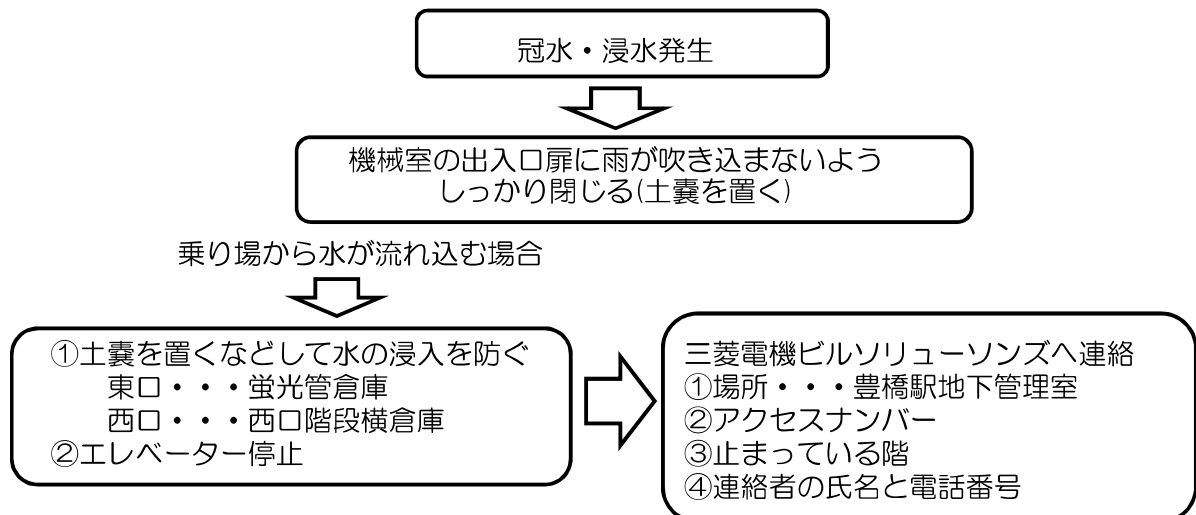 冠水・浸水発生
機械室の出入口扉に雨が吹き込まないよう
しっかり閉じる(土嚢を置く)
乗り場から水が流れ込む場合
①土嚢を置くなどして水の浸入を防ぐ
東口・・・蛍光管倉庫
西口・・・西口階段横倉庫
②エレベーター停止
三菱電機ビルソリューソンズへ連絡
①場所・・・豊橋駅地下管理室
②アクセスナンバー
③止まっている階
④連絡者の氏名と電話番号